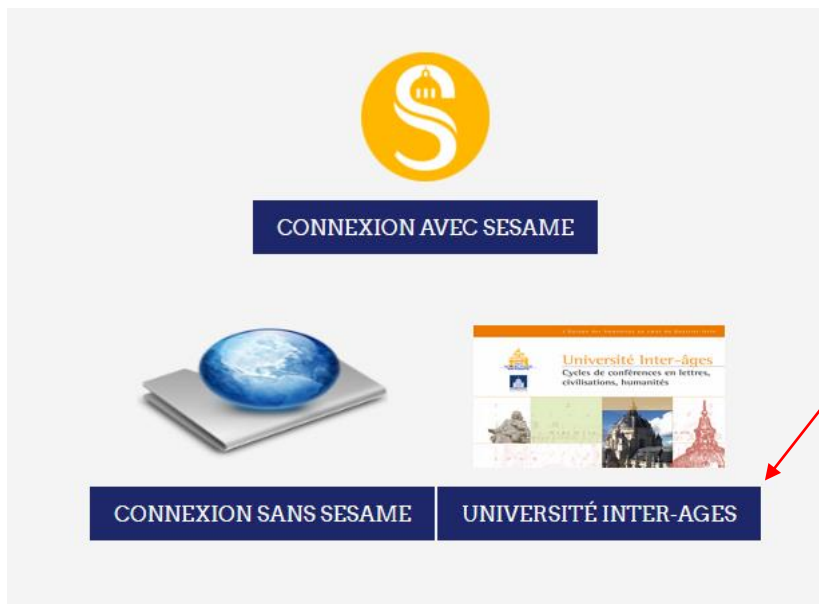 CONNEXION AVEC SESAME
Université Inter-âges
Cycles de conférences en lettres,
civilisations, humanités
CONNEXION SANS SESAME
UNIVERSITÉ INTER-AGES